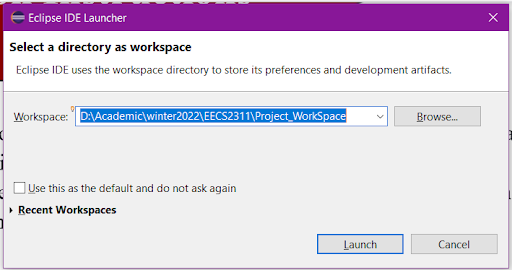 Eclipse IDE Launcher
Select a directory as workspace
Eclipse IDE uses the workspace directory to store its preferences and development artifacts.
Workspace: D:\Academic\winter2022\EECS2311\Project_WorkSpace Browse...
Use this as the default and do not ask again
Recent Workspaces
Launch Cancel